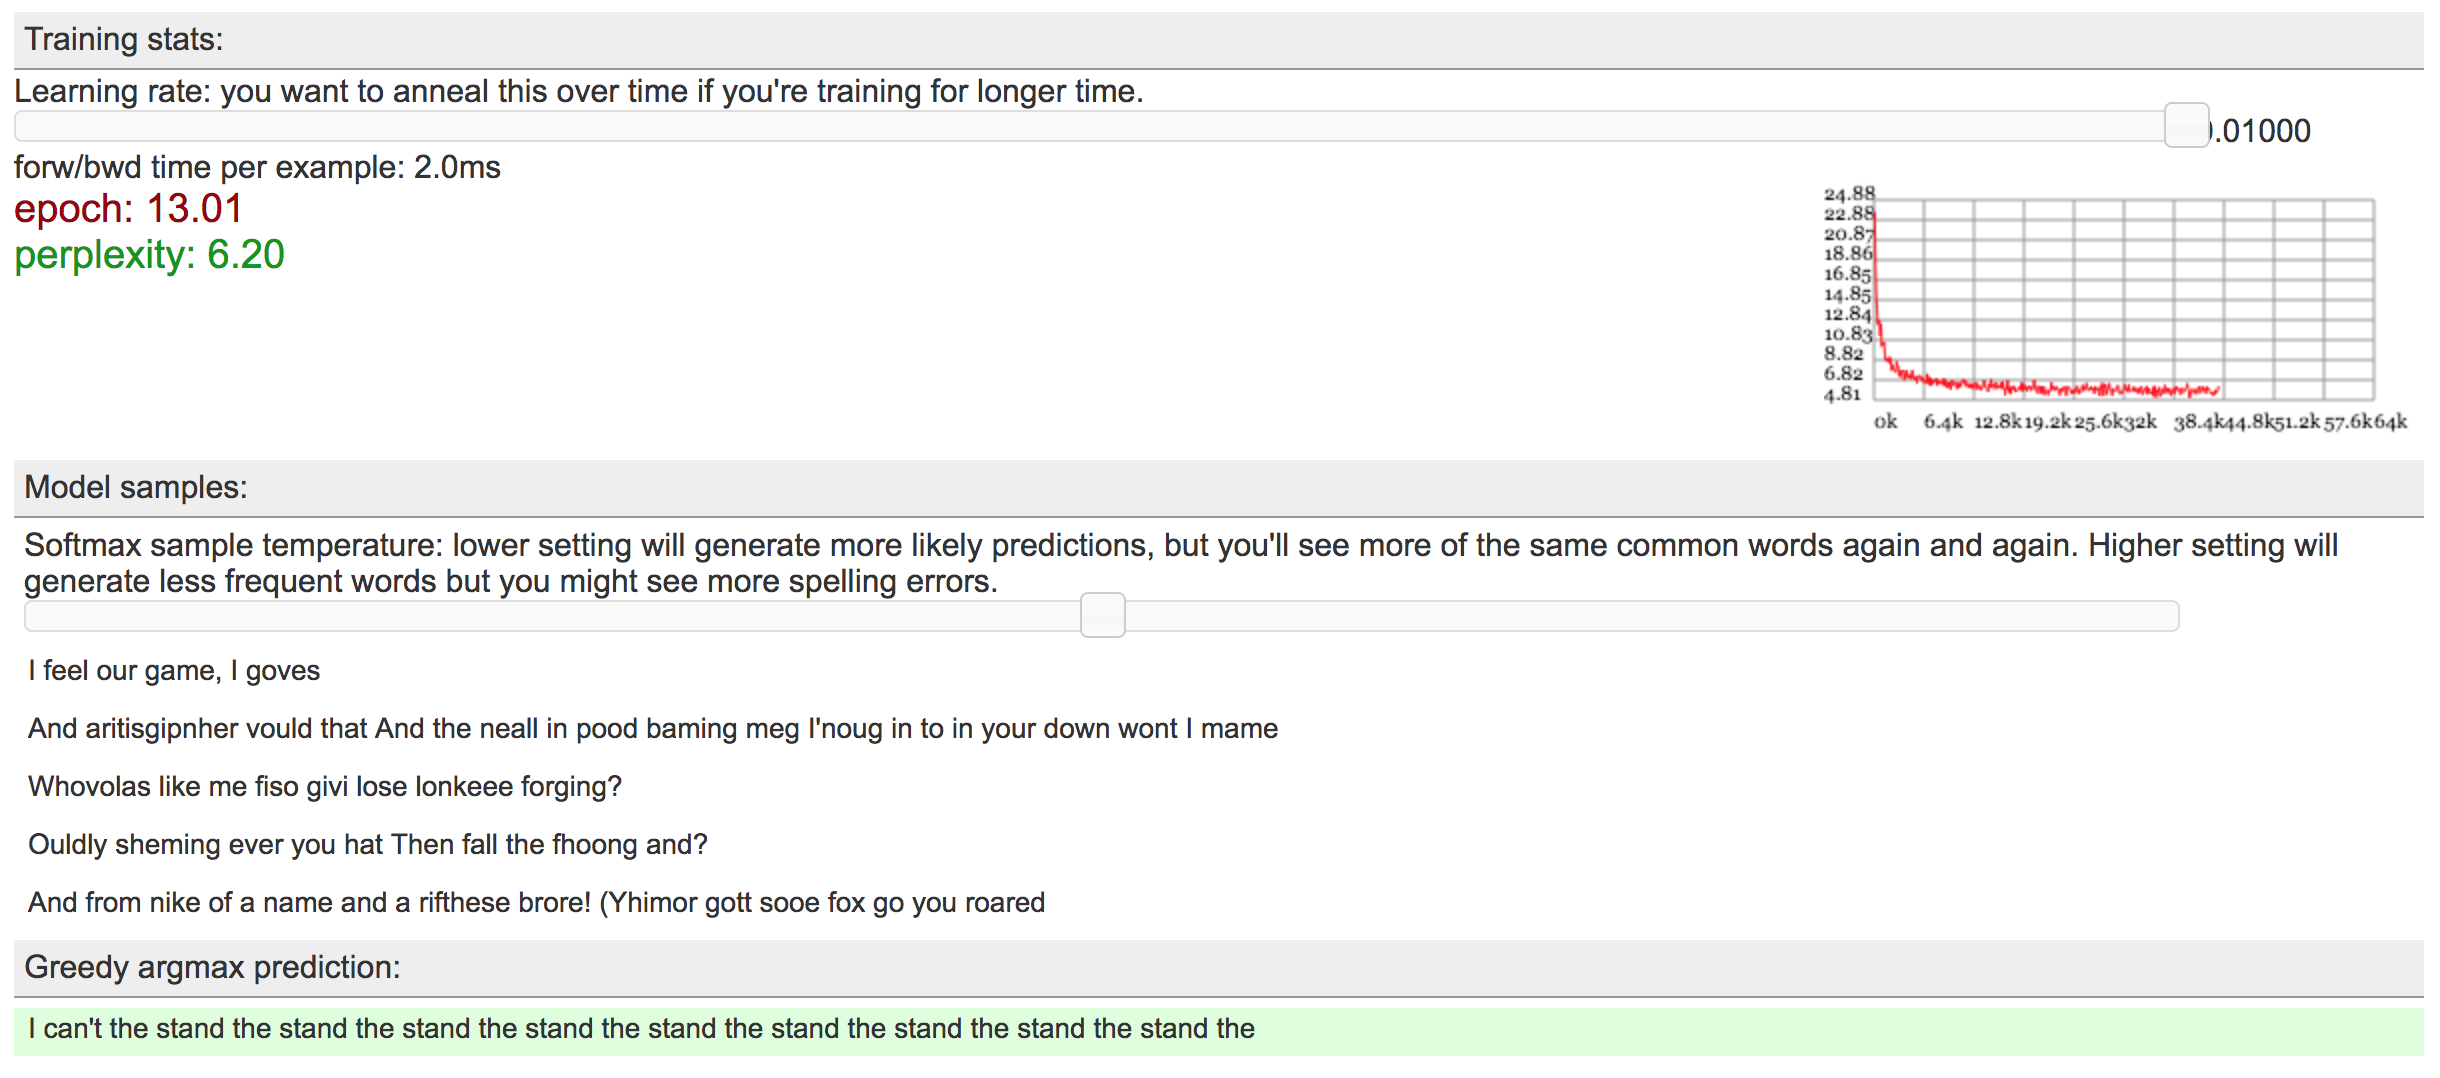 Training stats:
Learning rate: you want to anneal this over time if you're training for longer time.
.01000
forw/bwd time per example: 2.0ms
epoch: 13.01
perplexity: 6.20
24.88
22.88
20.87
18.86
16.85
14.85
12.84
10.83
8.82
6.82
4.81
0k 6.4k 12.8k 19.2k 25.6k 32k 38.4k 44.8k 51.2k 57.6k 64k
Model samples:
Softmax sample temperature: lower setting will generate more likely predictions, but you'll see more of the same common words again and again. Higher setting will
generate less frequent words but you might see more spelling errors.
I feel our game, I goves
And aritisgipnher vould that And the neall in pood baming meg I'noug in to in your down wont I mame
Whovolas like me fiso givi lose lonkeee forging?
Ouldly sheming ever you hat Then fall the fhoong and?
And from nike of a name and a rifthese brore! (Yhimor gott sooe fox go you roared
Greedy argmax prediction:
I can't the stand the stand the stand the stand the stand the stand the stand the stand the stand the